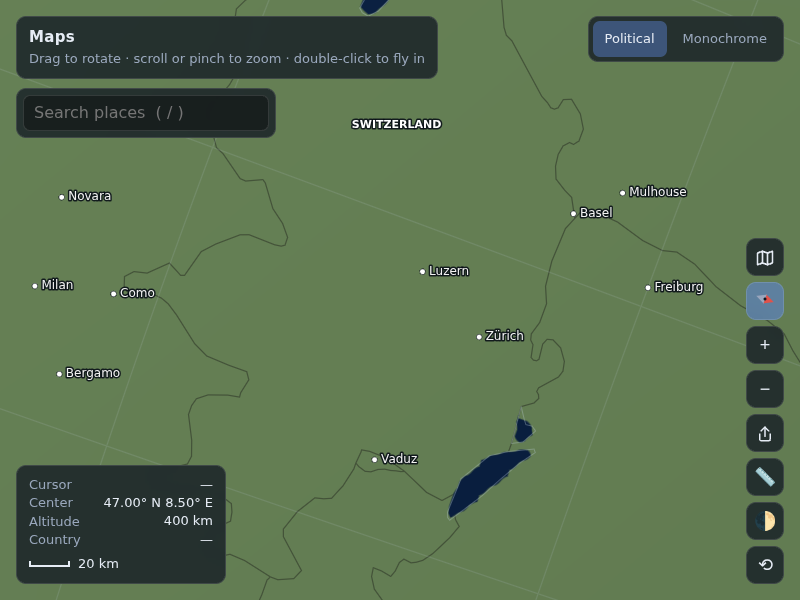 Maps
Drag to rotate · scroll or pinch to zoom · double-click to fly in
Political
Monochrome
Search places ( / )
SWITZERLAND
Novara
Mulhouse
Basel
Luzern
Milan
Como
Freiburg
Zürich
Bergamo
Vaduz
Cursor —
Center 47.00° N 8.50° E
Altitude 400 km
Country —
20 km